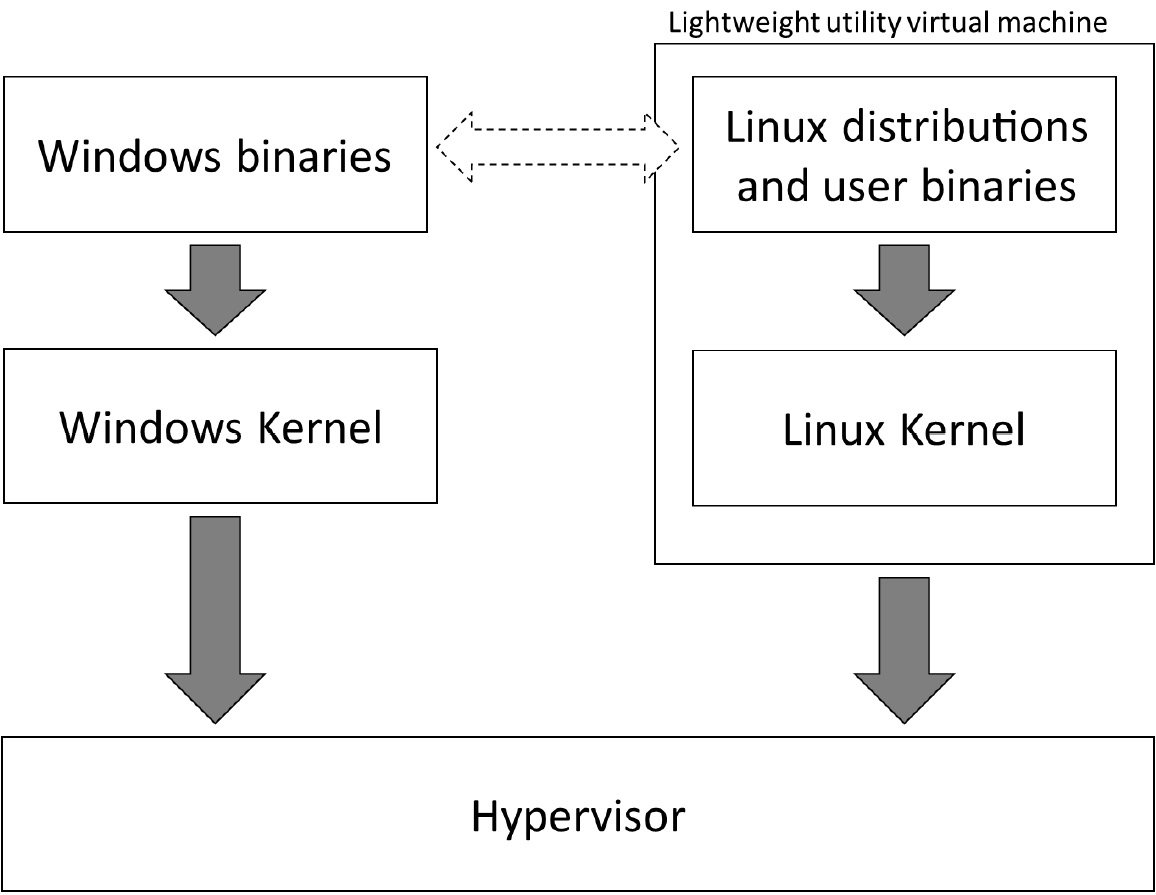 Lightweight utility virtual machine
Windows binaries
Linux distributions
and user binaries
Windows Kernel
Linux Kernel
Hypervisor